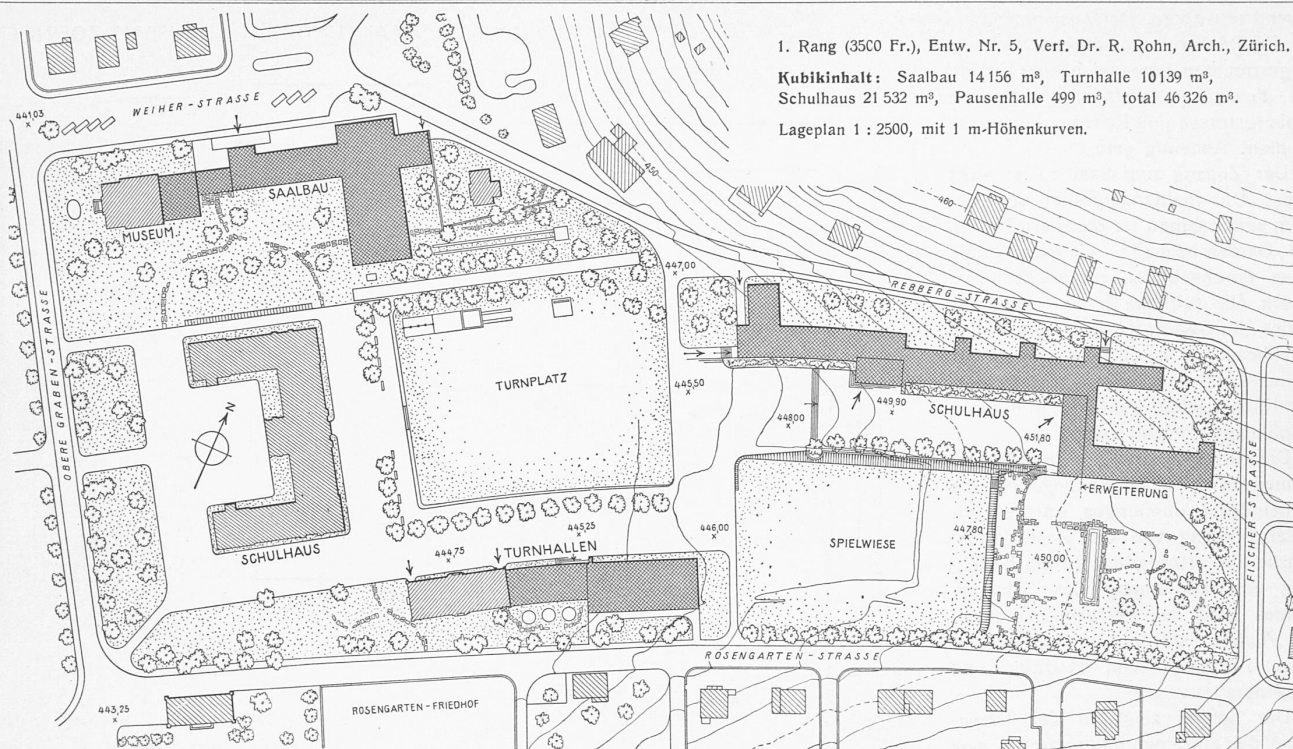 1. Rang (3500 Fr.), Entw. Nr. 5, Verf. Dr. R. Rohn, Arch., Zürich.
Kubikinhalt: Saalbau 14 156 m³, Turnhalle 10 139 m³,
Schulhaus 21 532 m³, Pausenhalle 499 m³, total 46 326 m³.
Lageplan 1 : 2500, mit 1 m-Höhenkurven.
WEIHER-STRASSE
441,03
SAALBAU
MUSEUM
450
460
447,00
REBBERG-STRASSE
OBERE GRABEN-STRASSE
TURNPLATZ
445,50
449,90
SCHULHAUS
448,00
451,80
N
ERWEITERUNG
FISCHER-STRASSE
SCHULHAUS
444,75
TURNHALLEN
445,25
446,00
SPIELWIESE
447,80
450,00
ROSENGARTEN-STRASSE
443,25
ROSENGARTEN-FRIEDHOF